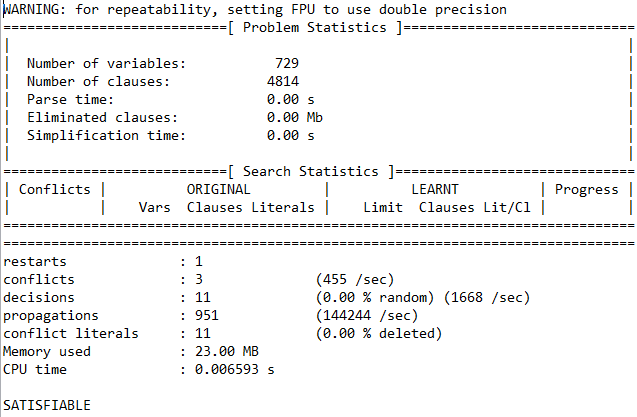 WARNING: for repeatability, setting FPU to use double precision
============================[ Problem Statistics ]=============================
|                                                                             |
|  Number of variables:           729                                         |
|  Number of clauses:            4814                                         |
|  Parse time:                   0.00 s                                       |
|  Eliminated clauses:           0.00 Mb                                      |
|  Simplification time:          0.00 s                                       |
|                                                                             |
============================[ Search Statistics ]==============================
| Conflicts |          ORIGINAL         |          LEARNT          | Progress |
|           |    Vars  Clauses Literals |    Limit  Clauses Lit/Cl |          |
===============================================================================
===============================================================================
restarts              : 1
conflicts             : 3              (455 /sec)
decisions             : 11             (0.00 % random) (1668 /sec)
propagations          : 951            (144244 /sec)
conflict literals     : 11             (0.00 % deleted)
Memory used           : 23.00 MB
CPU time              : 0.006593 s
SATISFIABLE